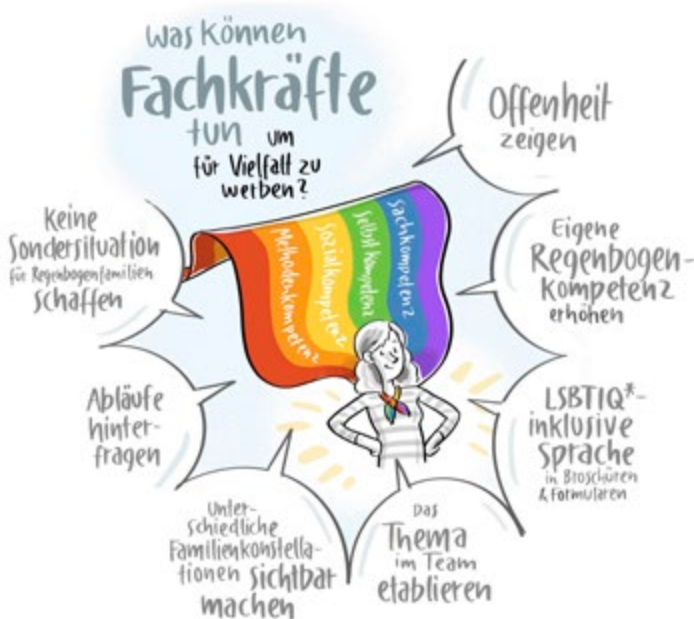 Was können
Fachkräfte
tun um
für Vielfalt zu
werben?
Offenheit
zeigen
Eigene
Regenbogen-
kompetenz
erhöhen
LSBTIQ*-
inklusive
Sprache
in Broschüren
& Formularen
Das
Thema
im Team
etablieren
Unter-
schiedliche
Familienkonstella-
tionen sichtbar
machen
Abläufe
hinter-
fragen
Keine
Sondersituation
für Regenbogenfamilien
schaffen
Methodenkompetenz
Sozialkompetenz
Selbstkompetenz
Sachkompetenz